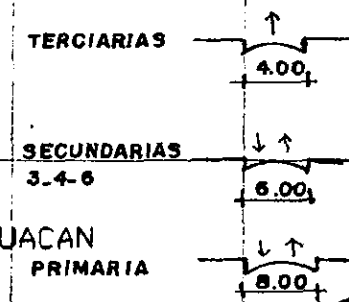 TERCIARIAS
4.00
SECUNDARIAS
3-4-6
6.00
UACAN
PRIMARIA
8.00